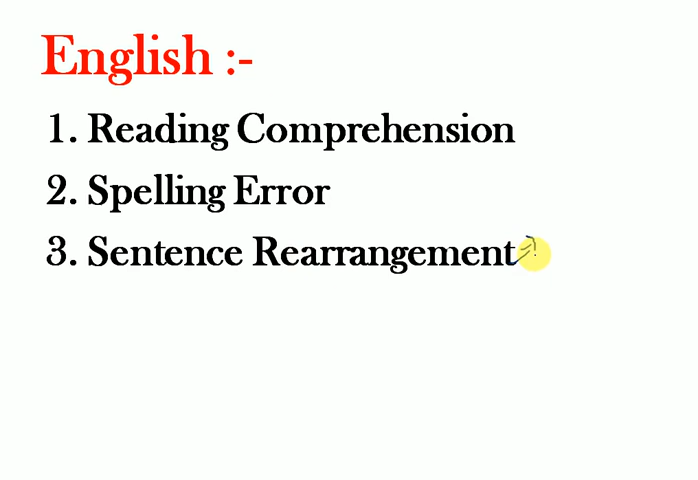 English :-
1. Reading Comprehension
2. Spelling Error
3. Sentence Rearrangement